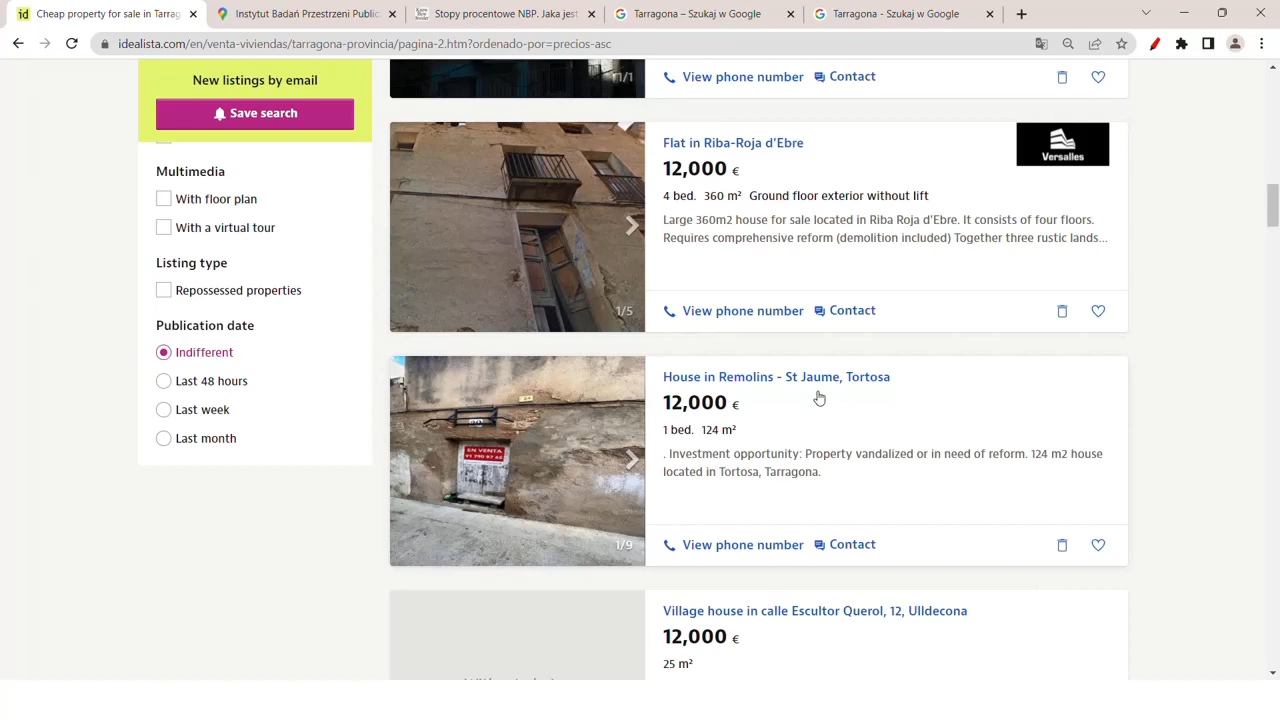 Cheap property for sale in Tarrag
Instytut Badań Przestrzeni Public
Stopy procentowe NBP. Jaka jest
Tarragona – Szukaj w Google
Tarragona - Szukaj w Google
idealista.com/en/venta-viviendas/tarragona-provincia/pagina-2.htm?ordenado-por=precios-asc
New listings by email
Save search
Multimedia
With floor plan
With a virtual tour
Listing type
Repossessed properties
Publication date
Indifferent
Last 48 hours
Last week
Last month
1/1
View phone number
Contact
Flat in Riba-Roja d'Ebre
Versalles
12,000 €
4 bed. 360 m² Ground floor exterior without lift
Large 360m2 house for sale located in Riba Roja d'Ebre. It consists of four floors.
Requires comprehensive reform (demolition included) Together three rustic lands...
1/5
View phone number
Contact
House in Remolins - St Jaume, Tortosa
12,000 €
1 bed. 124 m²
. Investment opportunity: Property vandalized or in need of reform. 124 m2 house
located in Tortosa, Tarragona.
EN VENTA
1/9
View phone number
Contact
Village house in calle Escultor Querol, 12, Ulldecona
12,000 €
25 m²